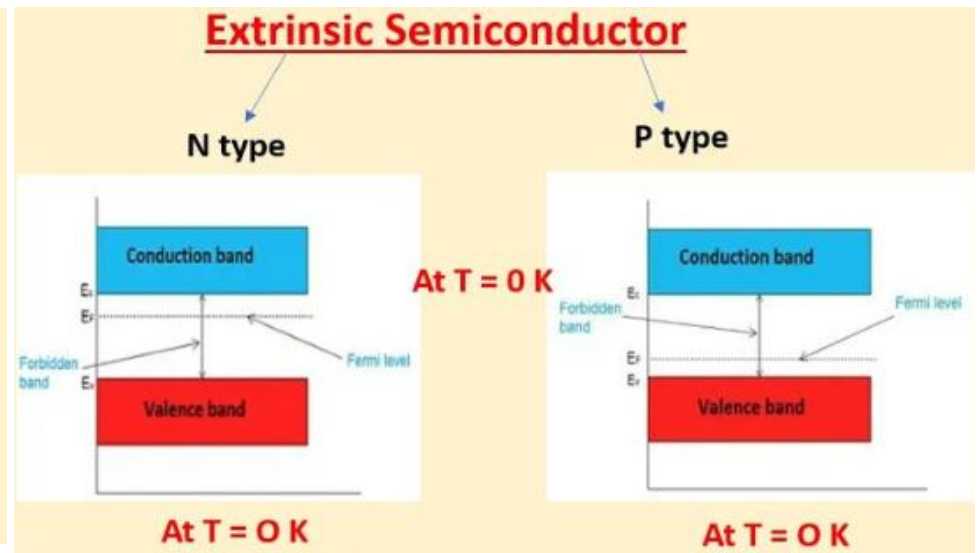 Extrinsic Semiconductor
N type
P type
At T = 0 K
Conduction band
Forbidden band
Fermi level
Valence band
At T = O K
Conduction band
Forbidden band
Fermi level
Valence band
At T = O K